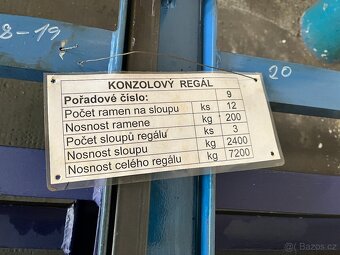 8-19
20
KONZOLOVÝ REGÁL
Pořadové číslo: 9
Počet ramen na sloupu ks 12
Nosnost ramene kg 200
Počet sloupů regálu ks 3
Nosnost sloupu kg 2400
Nosnost celého regálu kg 7200
© Bazos.cz